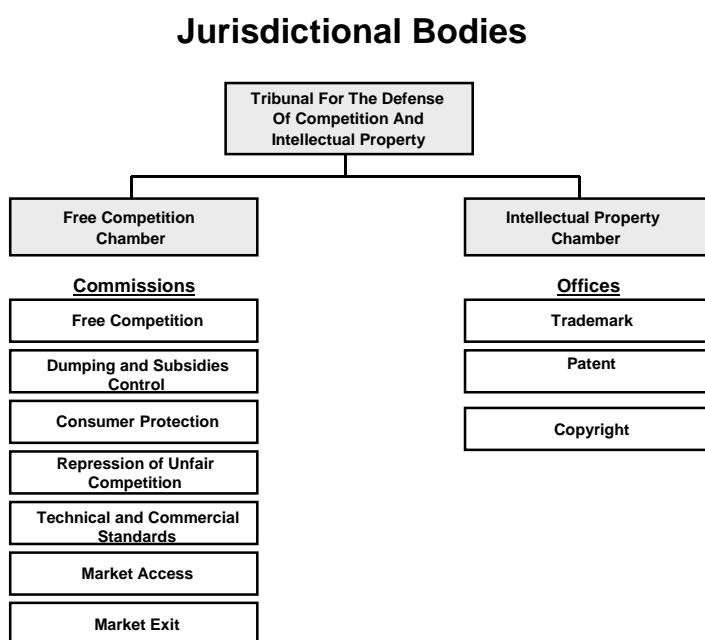 Jurisdictional Bodies
Tribunal For The Defense
Of Competition And
Intellectual Property
Free Competition
Chamber
Intellectual Property
Chamber
Commissions
Free Competition
Dumping and Subsidies
Control
Consumer Protection
Repression of Unfair
Competition
Technical and Commercial
Standards
Market Access
Market Exit
Offices
Trademark
Patent
Copyright